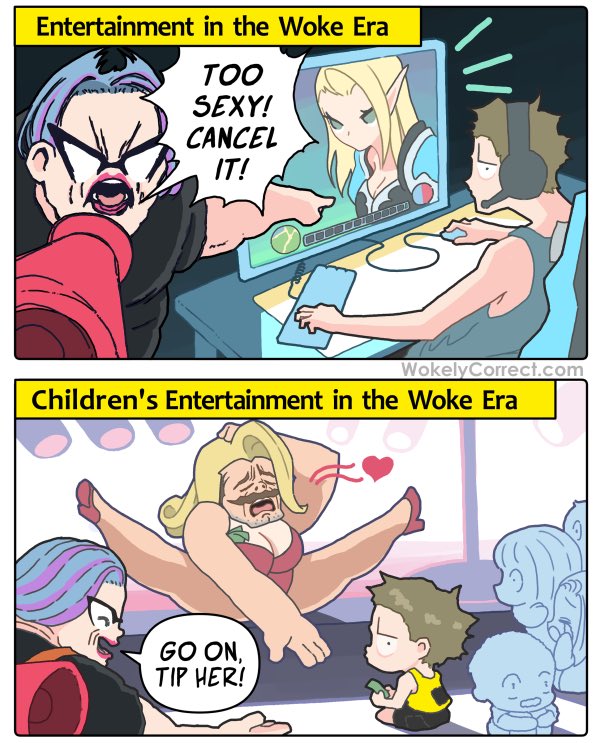 Entertainment in the Woke Era
TOO
SEXY!
CANCEL
IT!
WokelyCorrect.com
Children's Entertainment in the Woke Era
GO ON,
TIP HER!